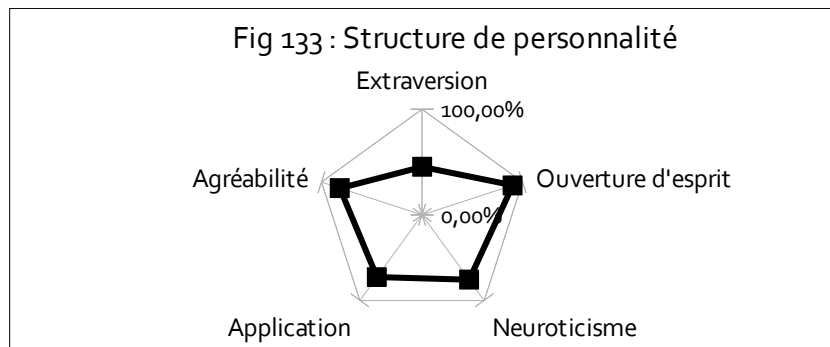 Fig 133 : Structure de personnalité
Extraversion
100,00%
Agréabilité
Ouverture d'esprit
0,00%
Application
Neuroticisme